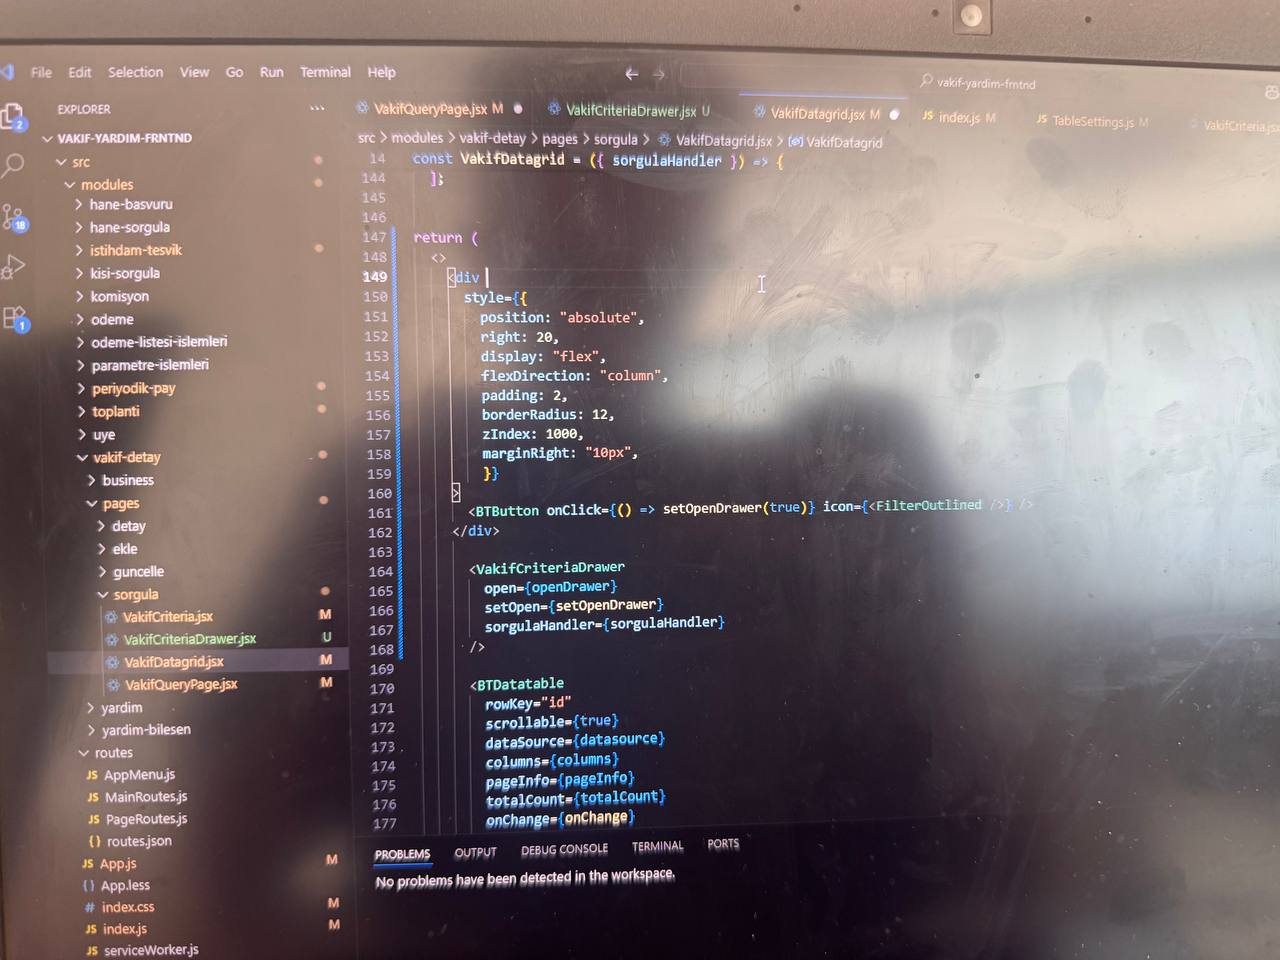 File Edit Selection View Go Run Terminal Help
vakif-yardim-frntnd
EXPLORER
VAKIF-YARDIM-FRNTND
src
modules
hane-basvuru
hane-sorgula
istihdam-tesvik
kisi-sorgula
komisyon
odeme
odeme-listesi-islemleri
parametre-islemleri
periyodik-pay
toplanti
uye
vakif-detay
business
pages
detay
ekle
guncelle
sorgula
VakifCriteria.jsx M
VakifCriteriaDrawer.jsx U
VakifDatagrid.jsx M
VakifQueryPage.jsx M
yardim
yardim-bilesen
routes
JS AppMenu.js
JS MainRoutes.js
JS PageRoutes.js
{} routes.json
JS App.js M
{} App.less
# index.css M
JS index.js M
JS serviceWorker.js
2
18
1
VakifQueryPage.jsx M
VakifCriteriaDrawer.jsx U
VakifDatagrid.jsx M
JS index.js M
JS TableSettings.js M
VakifCriteria.jsx
src > modules > vakif-detay > pages > sorgula > VakifDatagrid.jsx > VakifDatagrid
14 const VakifDatagrid = ({ sorgulaHandler }) => {
144 ];
145
146
147 return (
148 <>
149 <div
150 style={{
151 position: "absolute",
152 right: 20,
153 display: "flex",
154 flexDirection: "column",
155 padding: 2,
156 borderRadius: 12,
157 zIndex: 1000,
158 marginRight: "10px",
159 }}
160 >
161 <BTButton onClick={() => setOpenDrawer(true)} icon={<FilterOutlined />} />
162 </div>
163
164 <VakifCriteriaDrawer
165 open={openDrawer}
166 setOpen={setOpenDrawer}
167 sorgulaHandler={sorgulaHandler}
168 />
169
170 <BTDatatable
171 rowKey="id"
172 scrollable={true}
173 dataSource={datasource}
174 columns={columns}
175 pageInfo={pageInfo}
176 totalCount={totalCount}
177 onChange={onChange}
PROBLEMS OUTPUT DEBUG CONSOLE TERMINAL PORTS
No problems have been detected in the workspace.